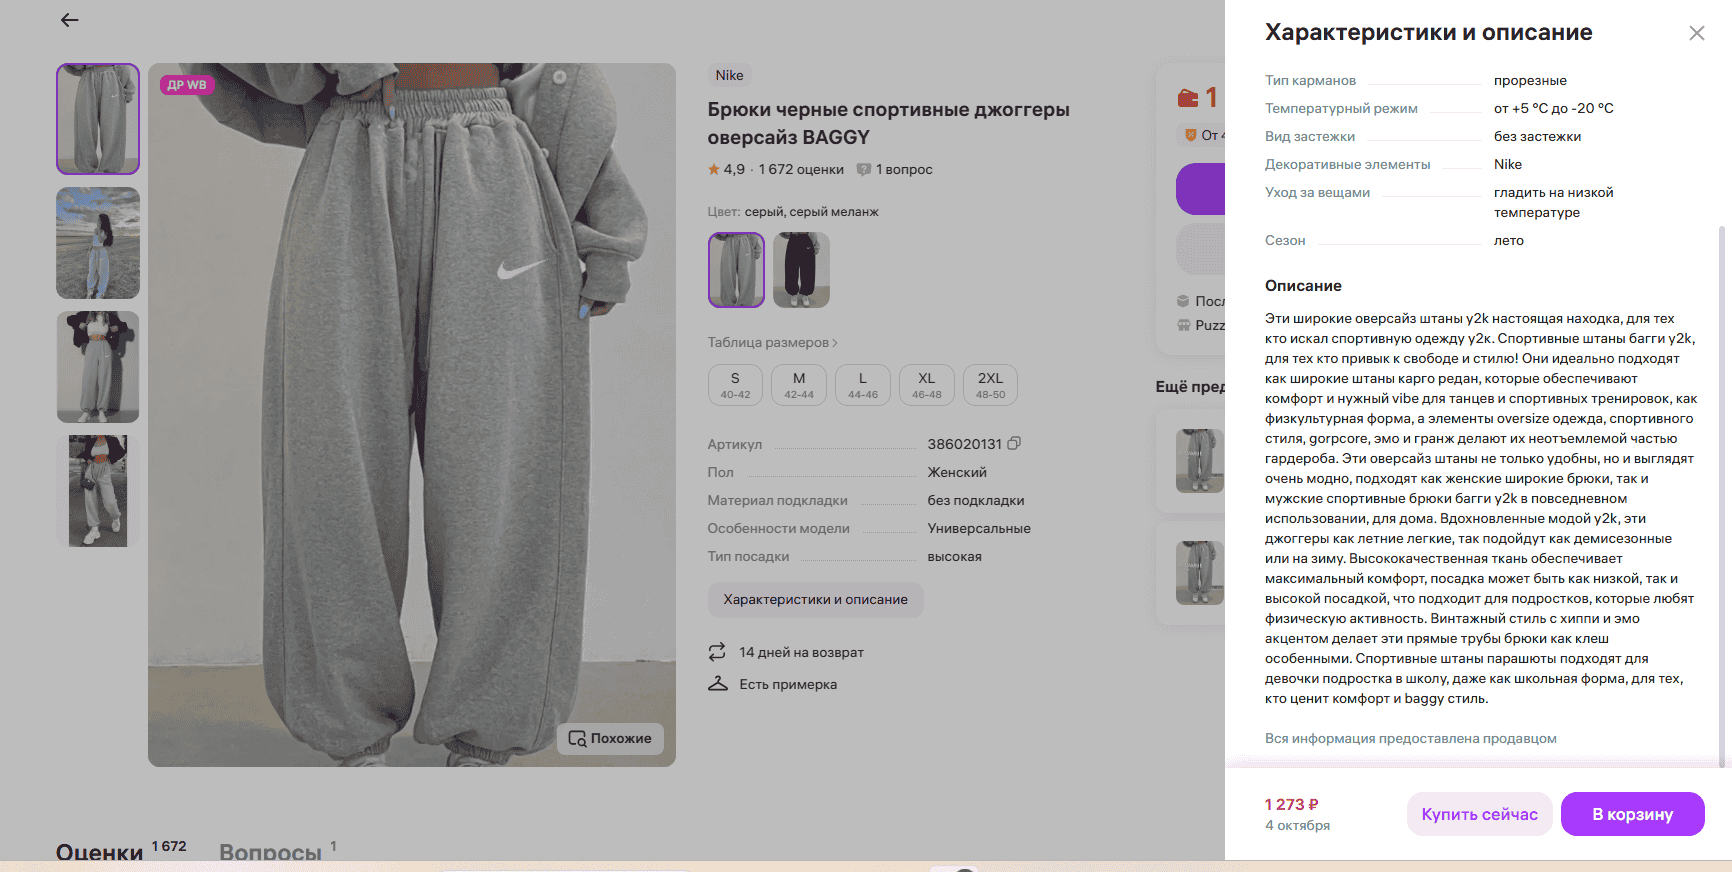 ДР WB
Похожие
Nike
Брюки черные спортивные джоггеры
оверсайз BAGGY
4,9 · 1 672 оценки 1 вопрос
Цвет: серый, серый меланж
Таблица размеров
S M L XL 2XL
40-42 42-44 44-46 46-48 48-50
Артикул 386020131
Пол Женский
Материал подкладки без подкладки
Особенности модели Универсальные
Тип посадки высокая
Характеристики и описание
14 дней на возврат
Есть примерка
1
От
Puzz
Оценки 1 672 Вопросы 1
Характеристики и описание
Тип карманов прорезные
Температурный режим от +5 °C до -20 °C
Вид застежки без застежки
Декоративные элементы Nike
Уход за вещами гладить на низкой
температуре
Сезон лето
Описание
Эти широкие оверсайз штаны y2k настоящая находка, для тех
кто искал спортивную одежду у2к. Спортивные штаны багги y2k,
для тех кто привык к свободе и стилю! Они идеально подходят
как широкие штаны карго редан, которые обеспечивают
комфорт и нужный vibe для танцев и спортивных тренировок, как
физкультурная форма, а элементы oversize одежда, спортивного
стиля, gorpcore, эмо и гранж делают их неотъемлемой частью
гардероба. Эти оверсайз штаны не только удобны, но и выглядят
очень модно, подходят как женские широкие брюки, так и
мужские спортивные брюки багги y2k в повседневном
использовании, для дома. Вдохновленные модой y2k, эти
джоггеры как летние легкие, так подойдут как демисезонные
или на зиму. Высококачественная ткань обеспечивает
максимальный комфорт, посадка может быть как низкой, так и
высокой посадкой, что подходит для подростков, которые любят
физическую активность. Винтажный стиль с хиппи и эмо
акцентом делает эти прямые трубы брюки как клеш
особенными. Спортивные штаны парашюты подходят для
девочки подростка в школу, даже как школьная форма, для тех,
кто ценит комфорт и baggy стиль.
Вся информация предоставлена продавцом
1 273 ₽
4 октября
Купить сейчас
В корзину